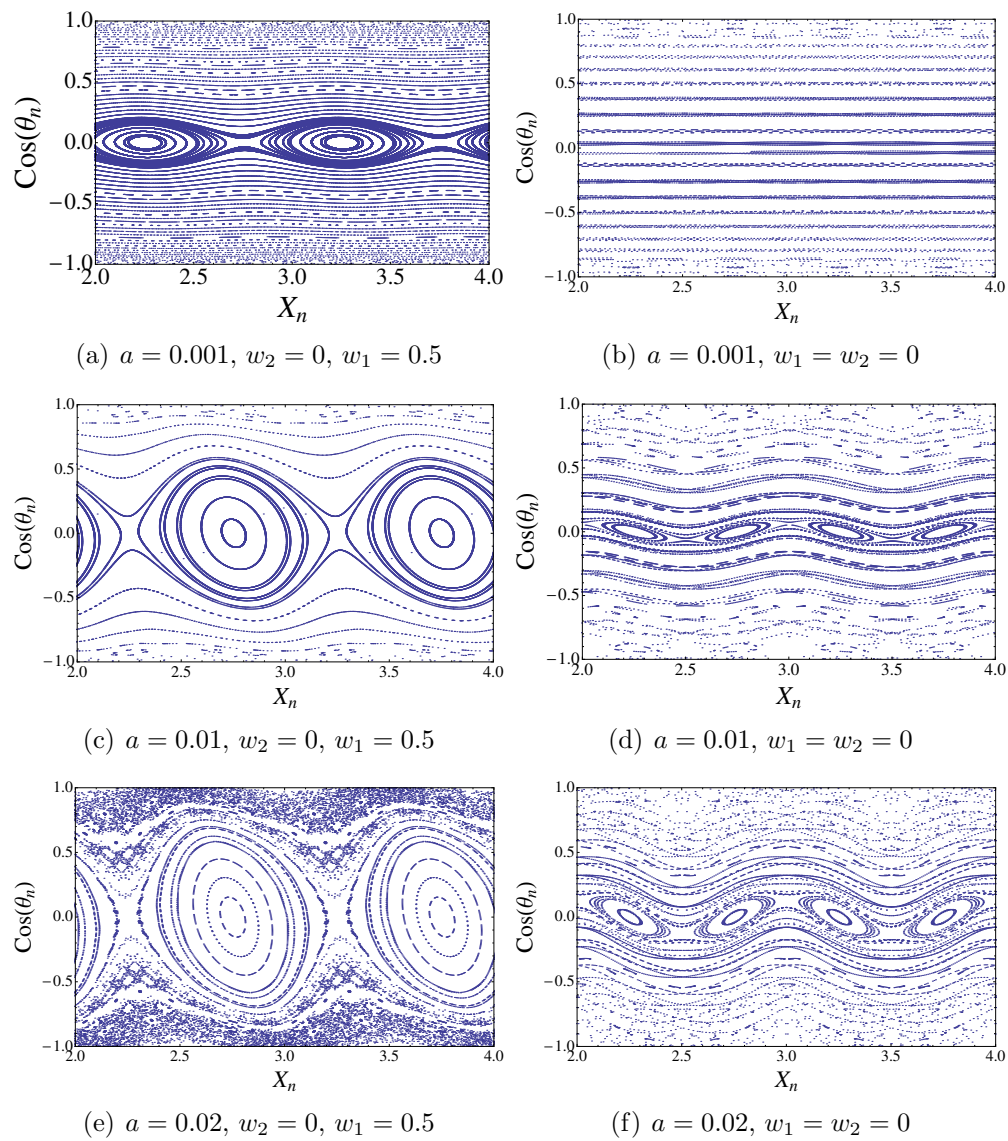 1.0
0.5
0.0
−0.5
−1.0
Cos(θn)
2.0 2.5 3.0 3.5 4.0
Xn
(a) a = 0.001, w2 = 0, w1 = 0.5
1.0
0.5
0.0
−0.5
−1.0
Cos(θn)
2.0 2.5 3.0 3.5 4.0
Xn
(b) a = 0.001, w1 = w2 = 0
1.0
0.5
0.0
−0.5
−1.0
Cos(θn)
2.0 2.5 3.0 3.5 4.0
Xn
(c) a = 0.01, w2 = 0, w1 = 0.5
1.0
0.5
0.0
−0.5
−1.0
Cos(θn)
2.0 2.5 3.0 3.5 4.0
Xn
(d) a = 0.01, w1 = w2 = 0
1.0
0.5
0.0
−0.5
−1.0
Cos(θn)
2.0 2.5 3.0 3.5 4.0
Xn
(e) a = 0.02, w2 = 0, w1 = 0.5
1.0
0.5
0.0
−0.5
−1.0
Cos(θn)
2.0 2.5 3.0 3.5 4.0
Xn
(f) a = 0.02, w1 = w2 = 0